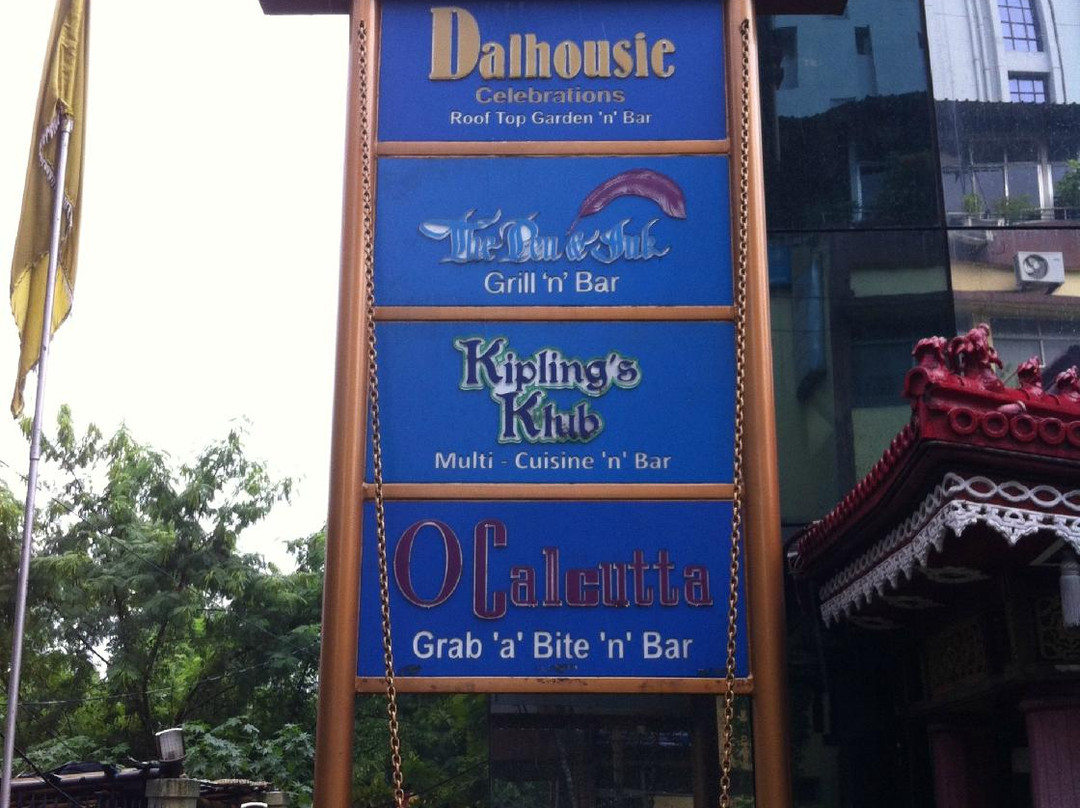 Dalhousie
Celebrations
Roof Top Garden 'n' Bar
The Pen & Ink
Grill 'n' Bar
Kipling's
Klub
Multi - Cuisine 'n' Bar
O Calcutta
Grab 'a' Bite 'n' Bar